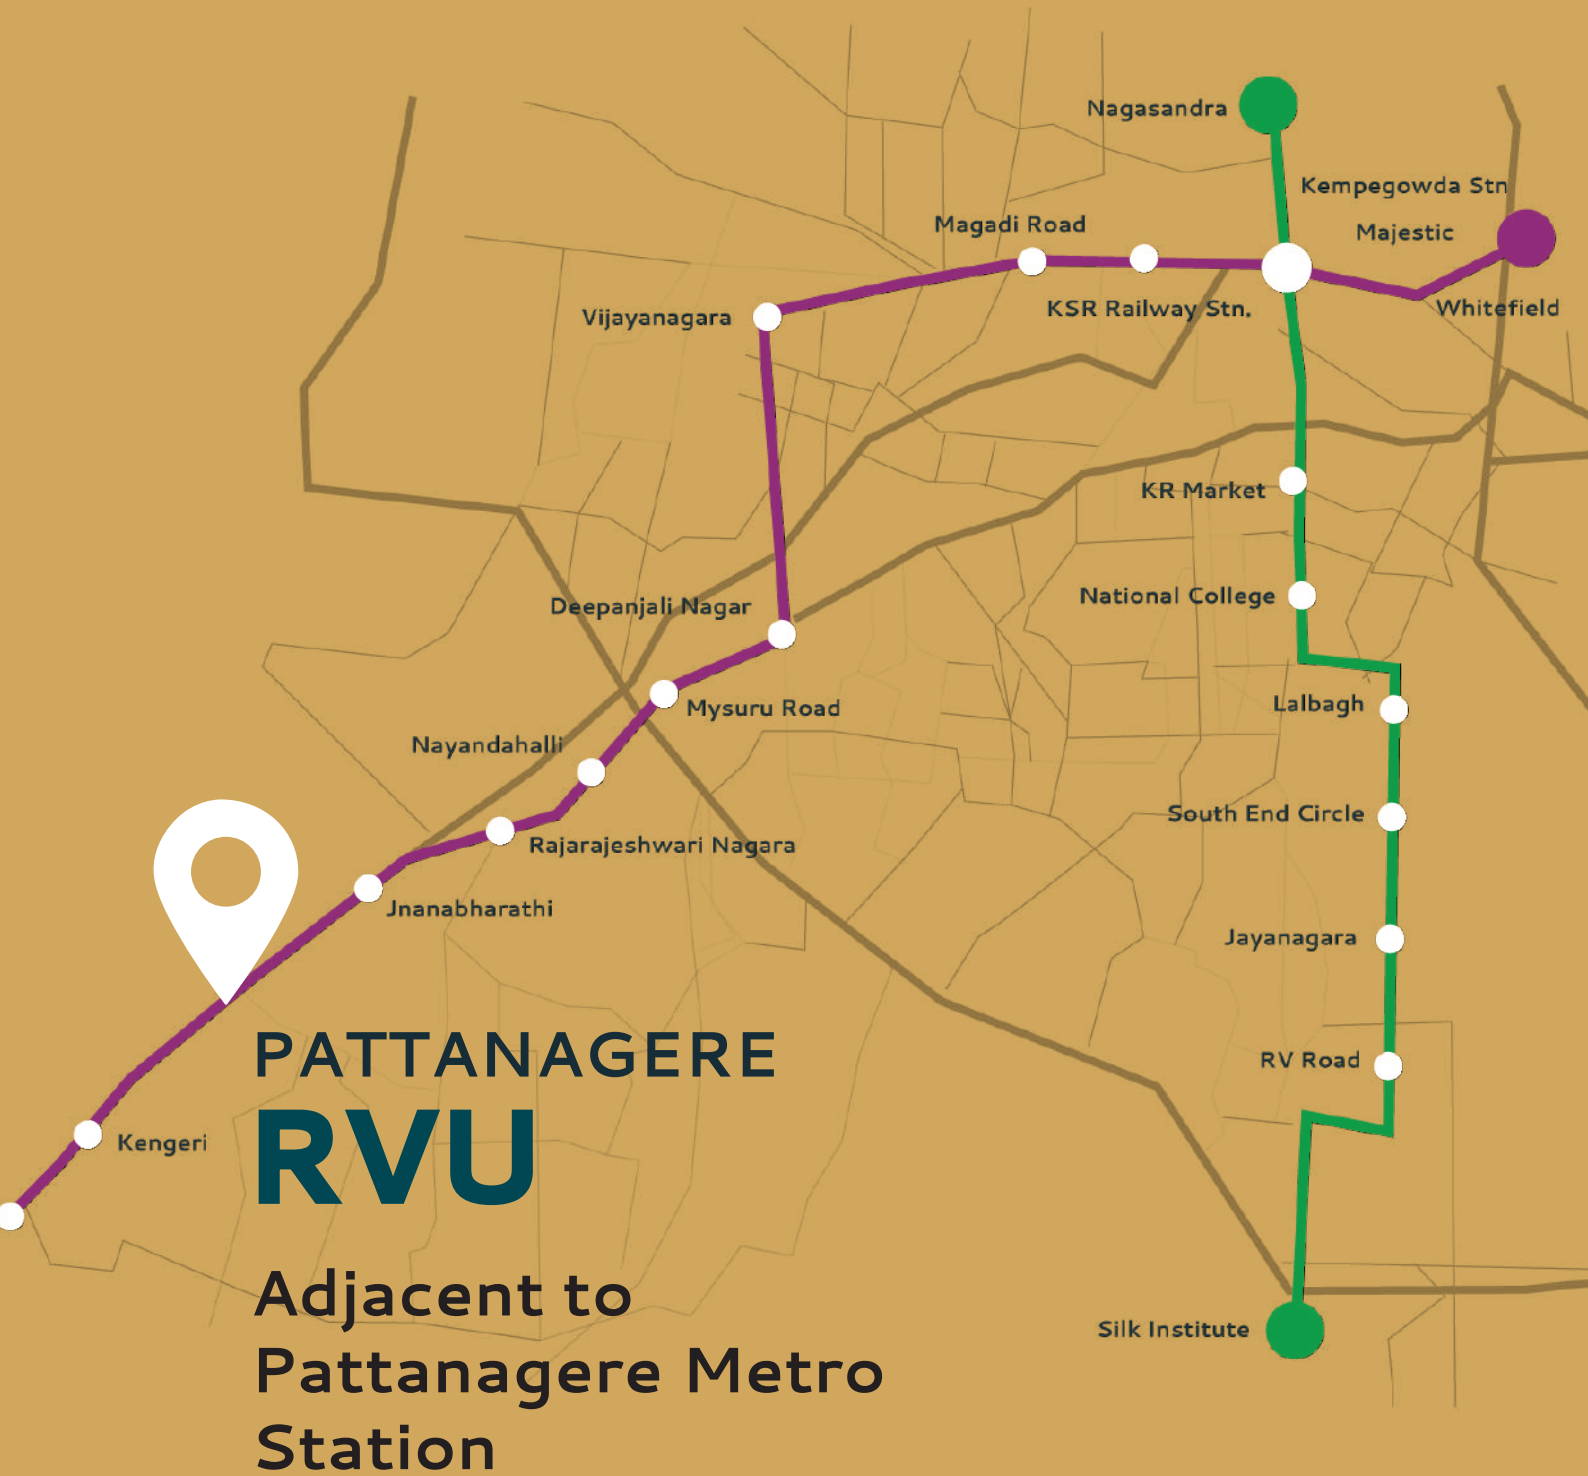 Nagasandra
Kempegowda Stn
Majestic
Magadi Road
KSR Railway Stn.
Whitefield
Vijayanagara
KR Market
National College
Deepanjali Nagar
Lalbagh
Mysuru Road
Nayandahalli
South End Circle
Rajarajeshwari Nagara
Jnanabharathi
Jayanagara
PATTANAGERE
RV Road
RVU
Kengeri
Adjacent to
Pattanagere Metro
Station
Silk Institute